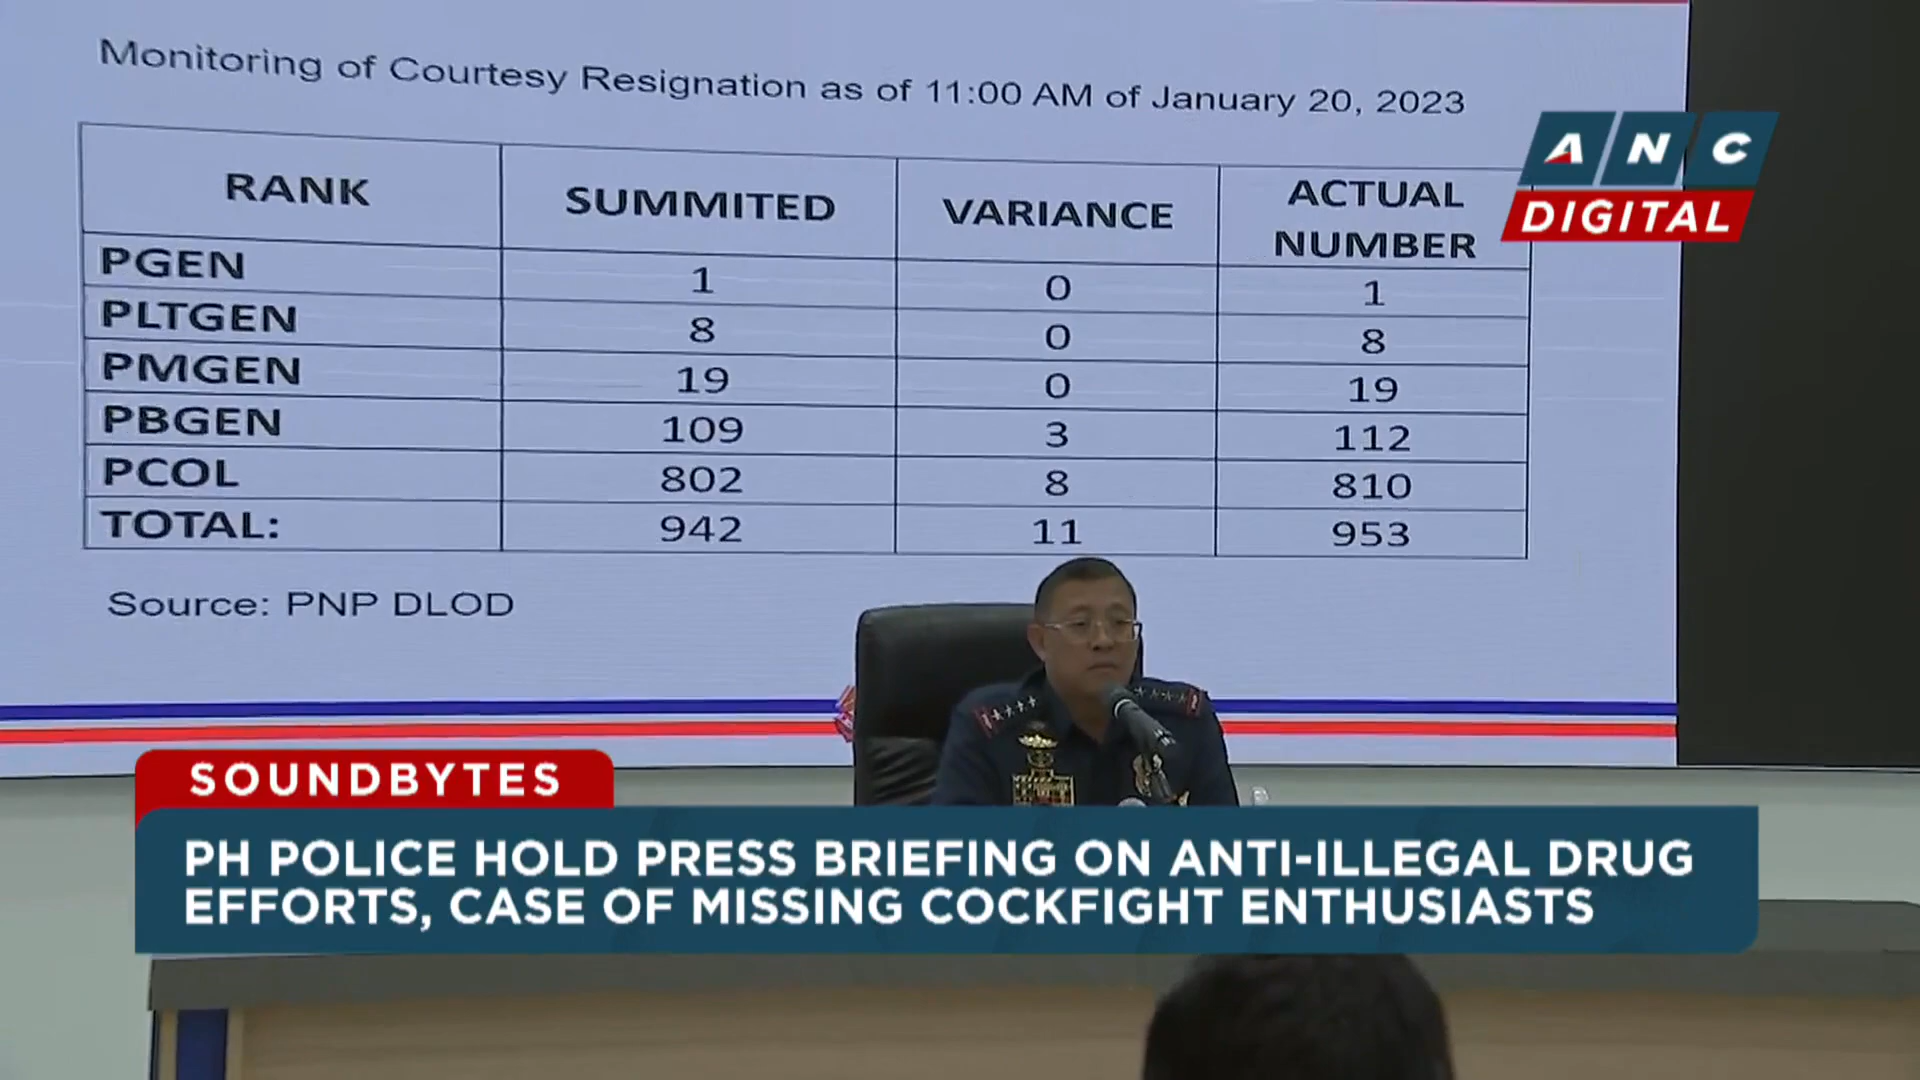 Monitoring of Courtesy Resignation as of 11:00 AM of January 20, 2023
RANK SUMMITED VARIANCE ACTUAL NUMBER
PGEN 1 0 1
PLTGEN 8 0 8
PMGEN 19 0 19
PBGEN 109 3 112
PCOL 802 8 810
TOTAL: 942 11 953
Source: PNP DLOD
ANC
DIGITAL
SOUNDBYTES
PH POLICE HOLD PRESS BRIEFING ON ANTI-ILLEGAL DRUG
EFFORTS, CASE OF MISSING COCKFIGHT ENTHUSIASTS